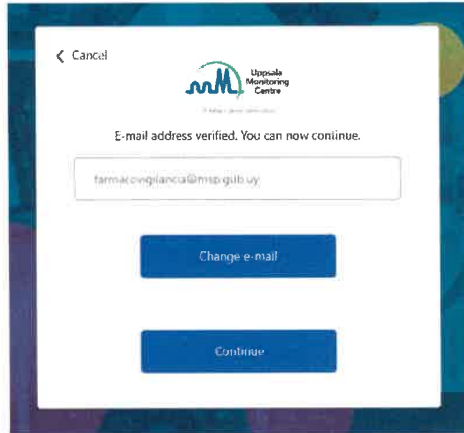 Cancel
Uppsala
Monitoring
Centre
E-mail address verified. You can now continue.
farmacovigilancia@msp.gub.uy
Change e-mail
Continue